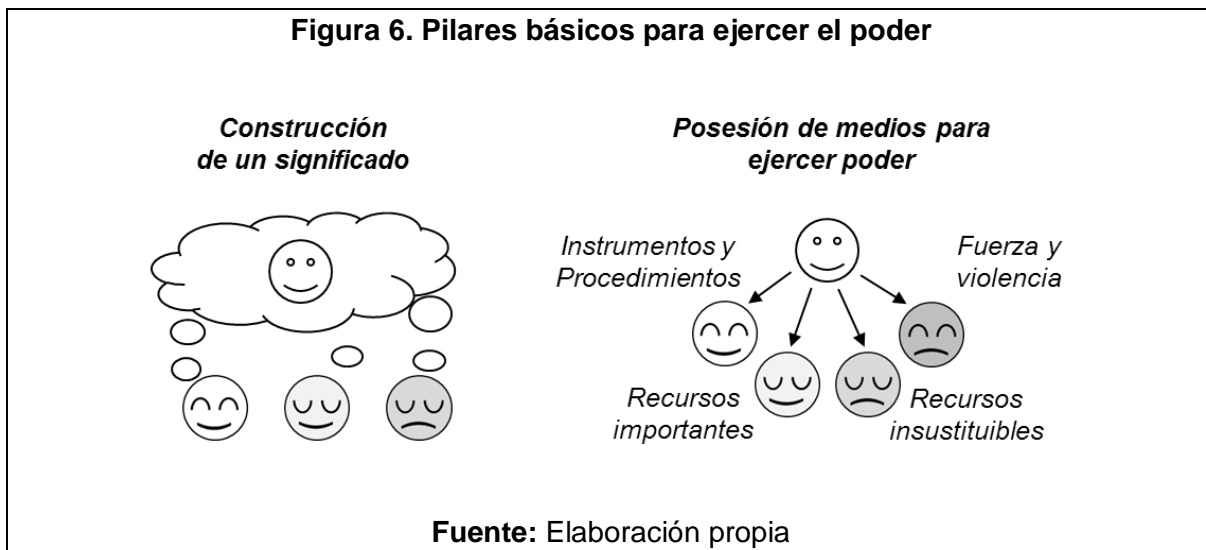 Figura 6. Pilares básicos para ejercer el poder
Construcción
de un significado
Posesión de medios para
ejercer poder
Instrumentos y
Procedimientos
Fuerza y
violencia
Recursos
importantes
Recursos
insustituibles
Fuente: Elaboración propia